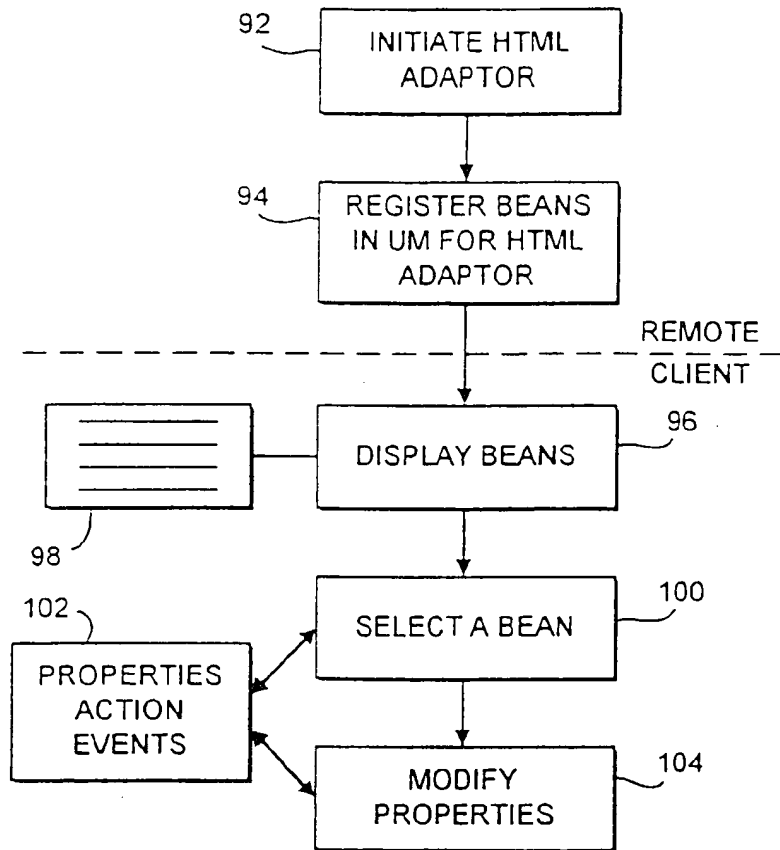 92
INITIATE HTML
ADAPTOR
94
REGISTER BEANS
IN UM FOR HTML
ADAPTOR
REMOTE
CLIENT
96
DISPLAY BEANS
98
100
SELECT A BEAN
102
PROPERTIES
ACTION
EVENTS
104
MODIFY
PROPERTIES